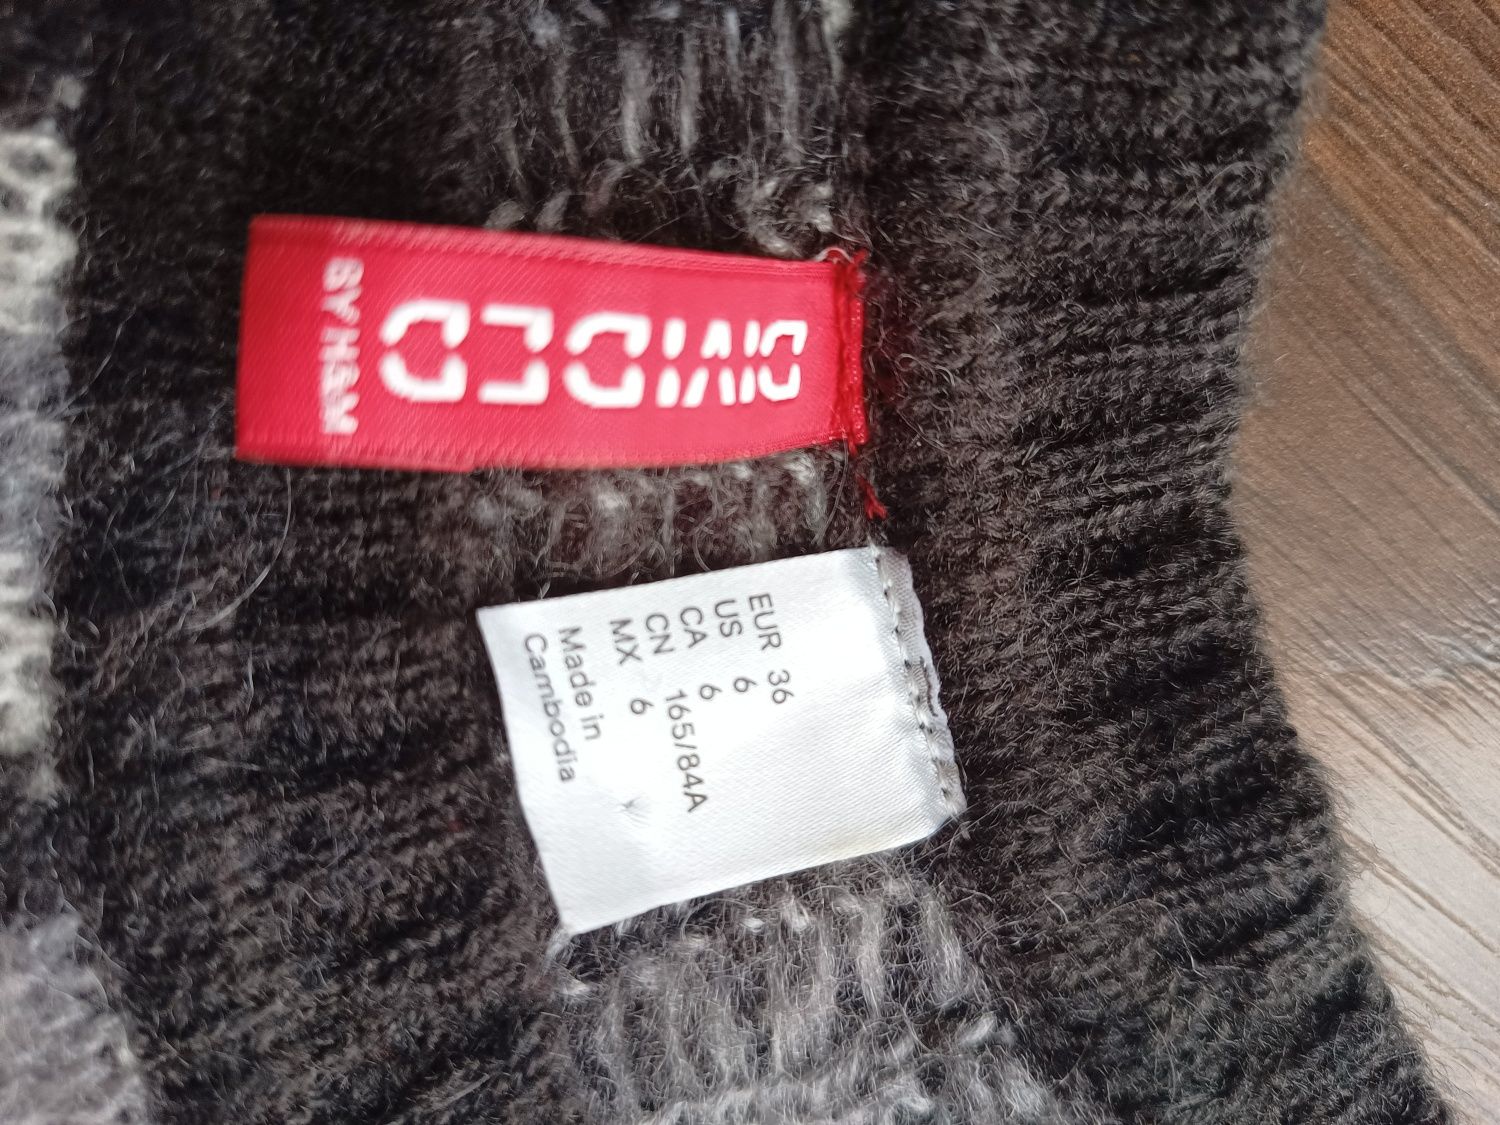 DIVIDED
BY H&M
EUR 36
US 6
CA 6
CN 165/84A
MX 6
Made in
Cambodia